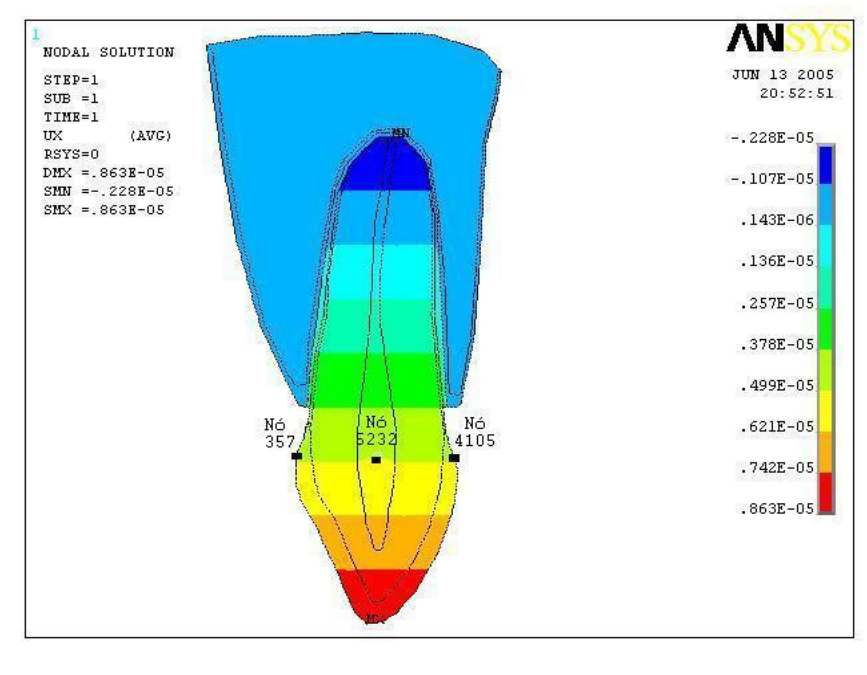 1
NODAL SOLUTION
STEP=1
SUB =1
TIME=1
UX (AVG)
RSYS=0
DMX =.863E-05
SMN =-.228E-05
SMX =.863E-05
ANSYS
JUN 13 2005
20:52:51
MN
-.228E-05
-.107E-05
.143E-06
.136E-05
.257E-05
.378E-05
.499E-05
.621E-05
.742E-05
.863E-05
Nó
357
Nó
5232
Nó
4105
MX